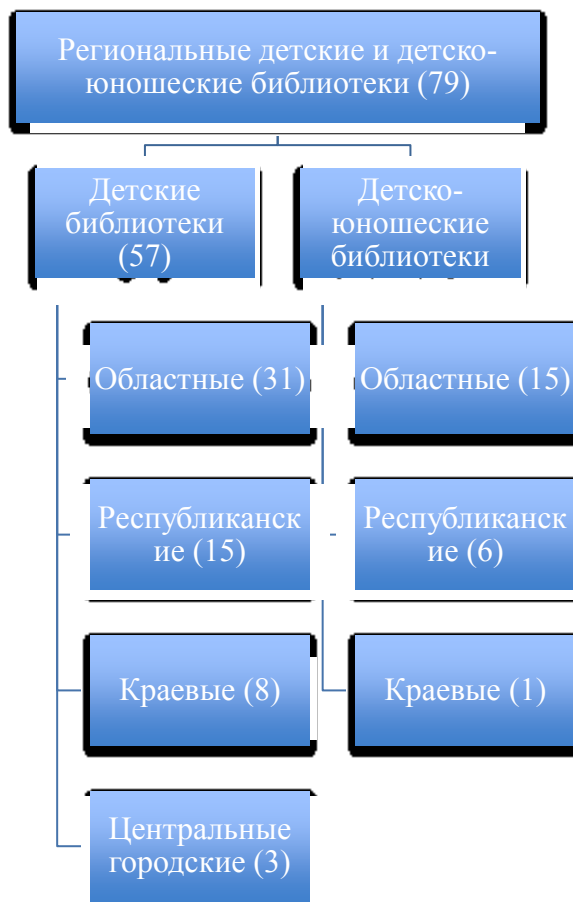 Региональные детские и детско-
юношеские библиотеки (79)
Детские
библиотеки
(57)
Детско-
юношеские
библиотеки
Областные (31)
Республиканск
ие (15)
Краевые (8)
Центральные
городские (3)
Областные (15)
Республиканск
ие (6)
Краевые (1)